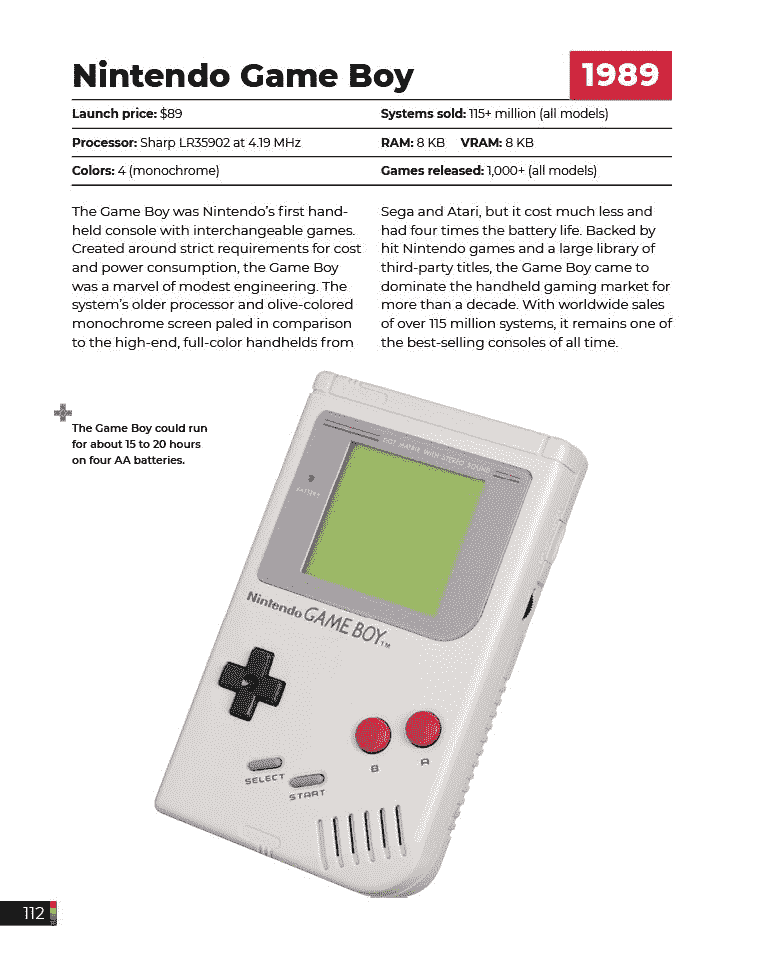 Nintendo Game Boy
1989
Launch price: $89
Systems sold: 115+ million (all models)
Processor: Sharp LR35902 at 4.19 MHz
RAM: 8 KB VRAM: 8 KB
Colors: 4 (monochrome)
Games released: 1,000+ (all models)
The Game Boy was Nintendo's first hand-
held console with interchangeable games.
Created around strict requirements for cost
and power consumption, the Game Boy
was a marvel of modest engineering. The
system's older processor and olive-colored
monochrome screen paled in comparison
to the high-end, full-color handhelds from
Sega and Atari, but it cost much less and
had four times the battery life. Backed by
hit Nintendo games and a large library of
third-party titles, the Game Boy came to
dominate the handheld gaming market for
more than a decade. With worldwide sales
of over 115 million systems, it remains one of
the best-selling consoles of all time.
The Game Boy could run
for about 15 to 20 hours
on four AA batteries.
DOT MATRIX WITH STEREO SOUND
BATTERY
Nintendo GAME BOY TM
B A
SELECT
START
112